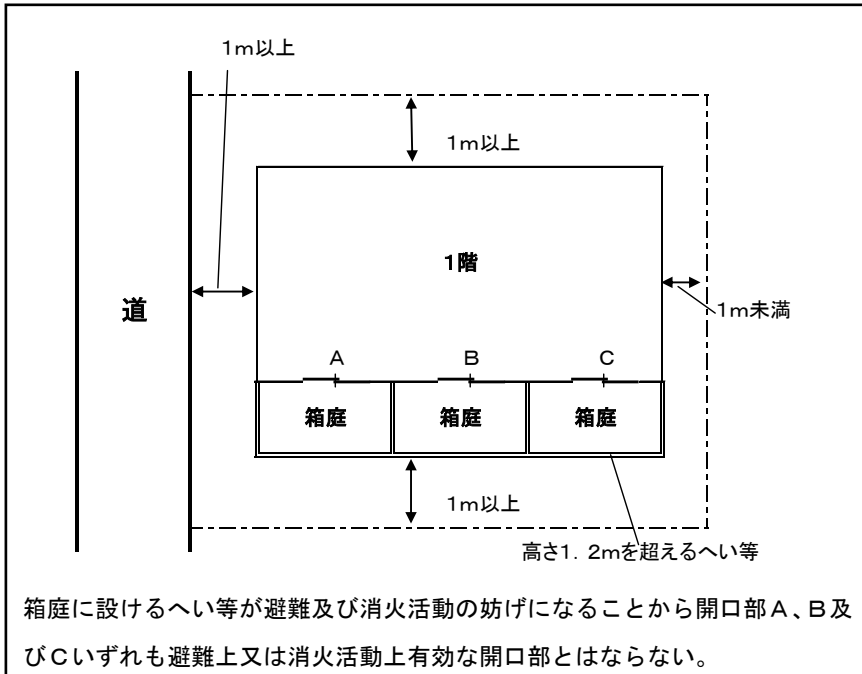 1m以上
1m以上
1階
道
1m未満
A B C
箱庭 箱庭 箱庭
1m以上
高さ1.2mを超えるへい等
箱庭に設けるへい等が避難及び消火活動の妨げになることから開口部A、B及
びCいずれも避難上又は消火活動上有効な開口部とはならない。